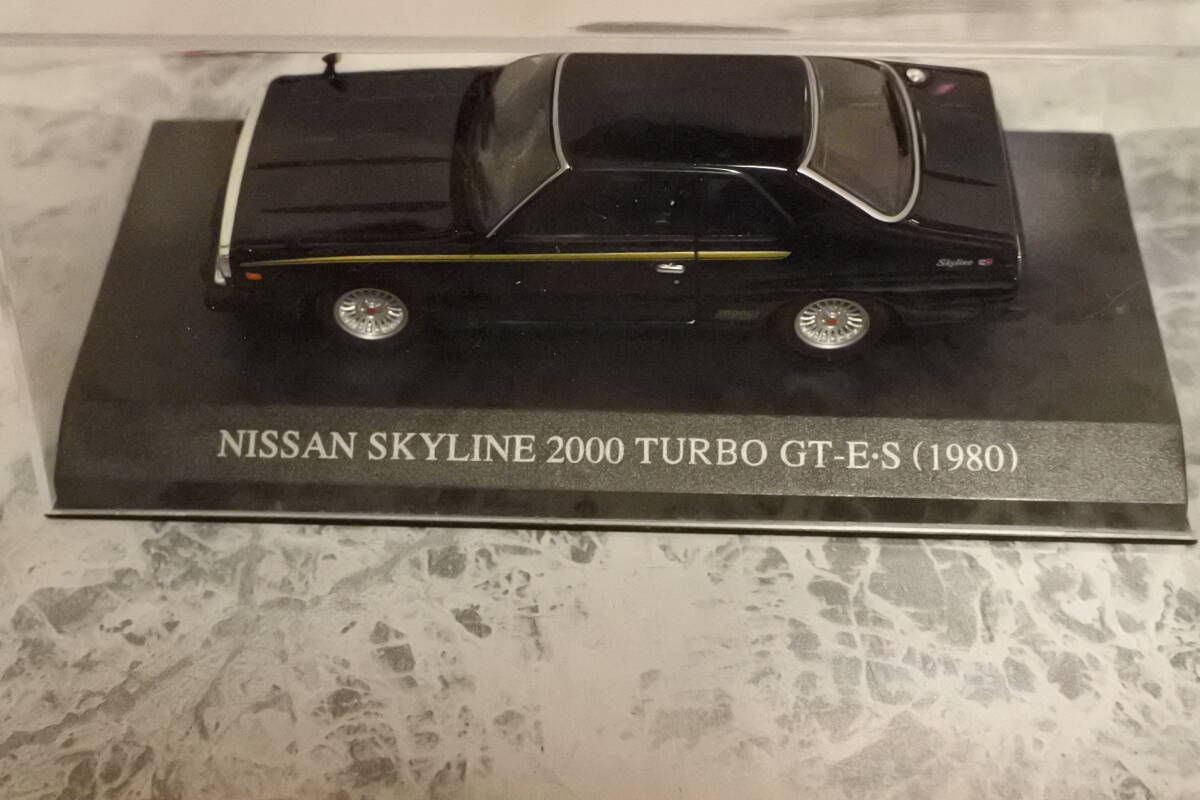 Skyline
NISSAN SKYLINE 2000 TURBO GT-E·S (1980)